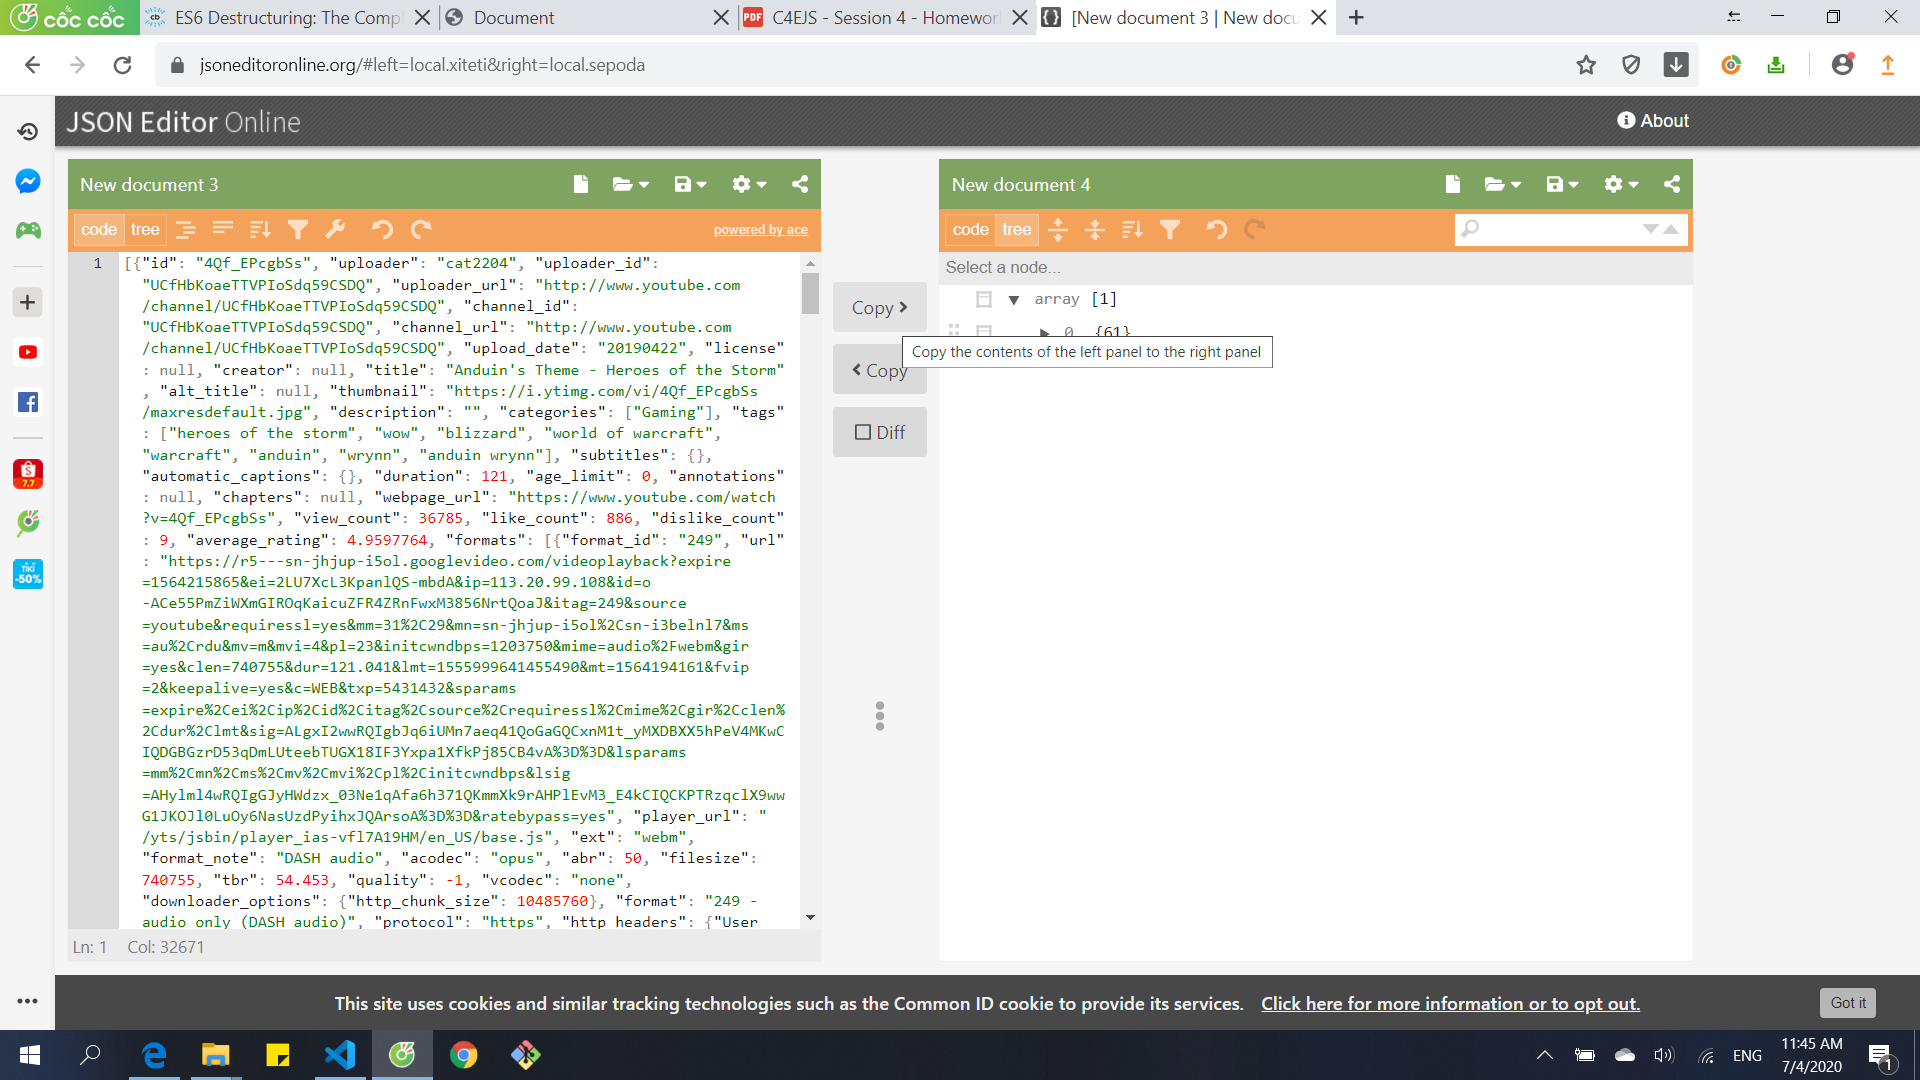 cốc cốc
ES6 Destructuring: The Compl
Document
C4EJS - Session 4 - Homework
[New document 3 | New docu
jsoneditoronline.org/#left=local.xiteti&right=local.sepoda
JSON Editor Online
About
New document 3
code tree
powered by ace
1
[{"id": "4Qf_EPcgbSs", "uploader": "cat2204", "uploader_id":
"UCfHbKoaeTTVPIoSdq59CSDQ", "uploader_url": "http://www.youtube.com
/channel/UCfHbKoaeTTVPIoSdq59CSDQ", "channel_id":
"UCfHbKoaeTTVPIoSdq59CSDQ", "channel_url": "http://www.youtube.com
/channel/UCfHbKoaeTTVPIoSdq59CSDQ", "upload_date": "20190422", "license"
: null, "creator": null, "title": "Anduin's Theme - Heroes of the Storm"
, "alt_title": null, "thumbnail": "https://i.ytimg.com/vi/4Qf_EPcgbSs
/maxresdefault.jpg", "description": "", "categories": ["Gaming"], "tags"
: ["heroes of the storm", "wow", "blizzard", "world of warcraft",
"warcraft", "anduin", "wrynn", "anduin wrynn"], "subtitles": {},
"automatic_captions": {}, "duration": 121, "age_limit": 0, "annotations"
: null, "chapters": null, "webpage_url": "https://www.youtube.com/watch
?v=4Qf_EPcgbSs", "view_count": 36785, "like_count": 886, "dislike_count"
: 9, "average_rating": 4.9597764, "formats": [{"format_id": "249", "url"
: "https://r5---sn-jhjup-i5ol.googlevideo.com/videoplayback?expire
=1564215865&ei=2LU7XcL3KpanlQS-mbdA&ip=113.20.99.108&id=o
-ACe55PmZiWXmGIROqKaicuZFR4ZRnFwxM3856NrtQoaJ&itag=249&source
=youtube&requiressl=yes&mm=31%2C29&mn=sn-jhjup-i5ol%2Csn-i3belnl7&ms
=au%2Crdu&mv=m&mvi=4&pl=23&initcwndbps=1203750&mime=audio%2Fwebm&gir
=yes&clen=740755&dur=121.041&lmt=1555999641455490&mt=1564194161&fvip
=2&keepalive=yes&c=WEB&txp=5431432&sparams
=expire%2Cei%2Cip%2Cid%2Citag%2Csource%2Crequiressl%2Cmime%2Cgir%2Cclen%
2Cdur%2Clmt&sig=ALgxI2wwRQIgbJq6iUMn7aeq41QoGaGQCxnM1t_yMXDBXX5hPeV4MKwC
IQDGBGzrD53qDmLUteebTUGX18IF3Yxpa1XfkPj85CB4vA%3D%3D&lsparams
=mm%2Cmn%2Cms%2Cmv%2Cmvi%2Cpl%2Cinitcwndbps&lsig
=AHylml4wRQIgGJyHWdzx_03Ne1qAfa6h371QKmmXk9rAHPlEvM3_E4kCIQCKPTRzqclX9ww
G1JKOJl0LuOy6NasUzdPyihxJQArsoA%3D%3D&ratebypass=yes", "player_url": "
/yts/jsbin/player_ias-vfl7A19HM/en_US/base.js", "ext": "webm",
"format_note": "DASH audio", "acodec": "opus", "abr": 50, "filesize":
740755, "tbr": 54.453, "quality": -1, "vcodec": "none",
"downloader_options": {"http_chunk_size": 10485760}, "format": "249 -
audio only (DASH audio)", "protocol": "https", "http_headers": {"User
Ln: 1 Col: 32671
Copy >
< Copy
Diff
Copy the contents of the left panel to the right panel
New document 4
code tree
Select a node...
array [1]
0 {61}
This site uses cookies and similar tracking technologies such as the Common ID cookie to provide its services. Click here for more information or to opt out.
Got it
7.7
TIKI
-50%
ENG
11:45 AM
7/4/2020
1